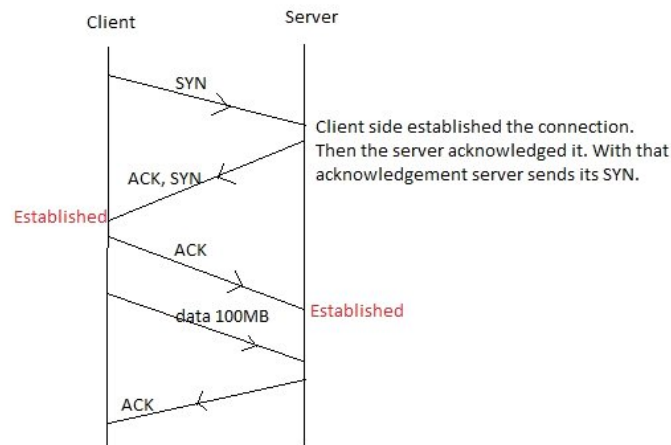 Client
Server
SYN
Client side established the connection.
Then the server acknowledged it. With that
acknowledgement server sends its SYN.
ACK, SYN
Established
ACK
Established
data 100MB
ACK